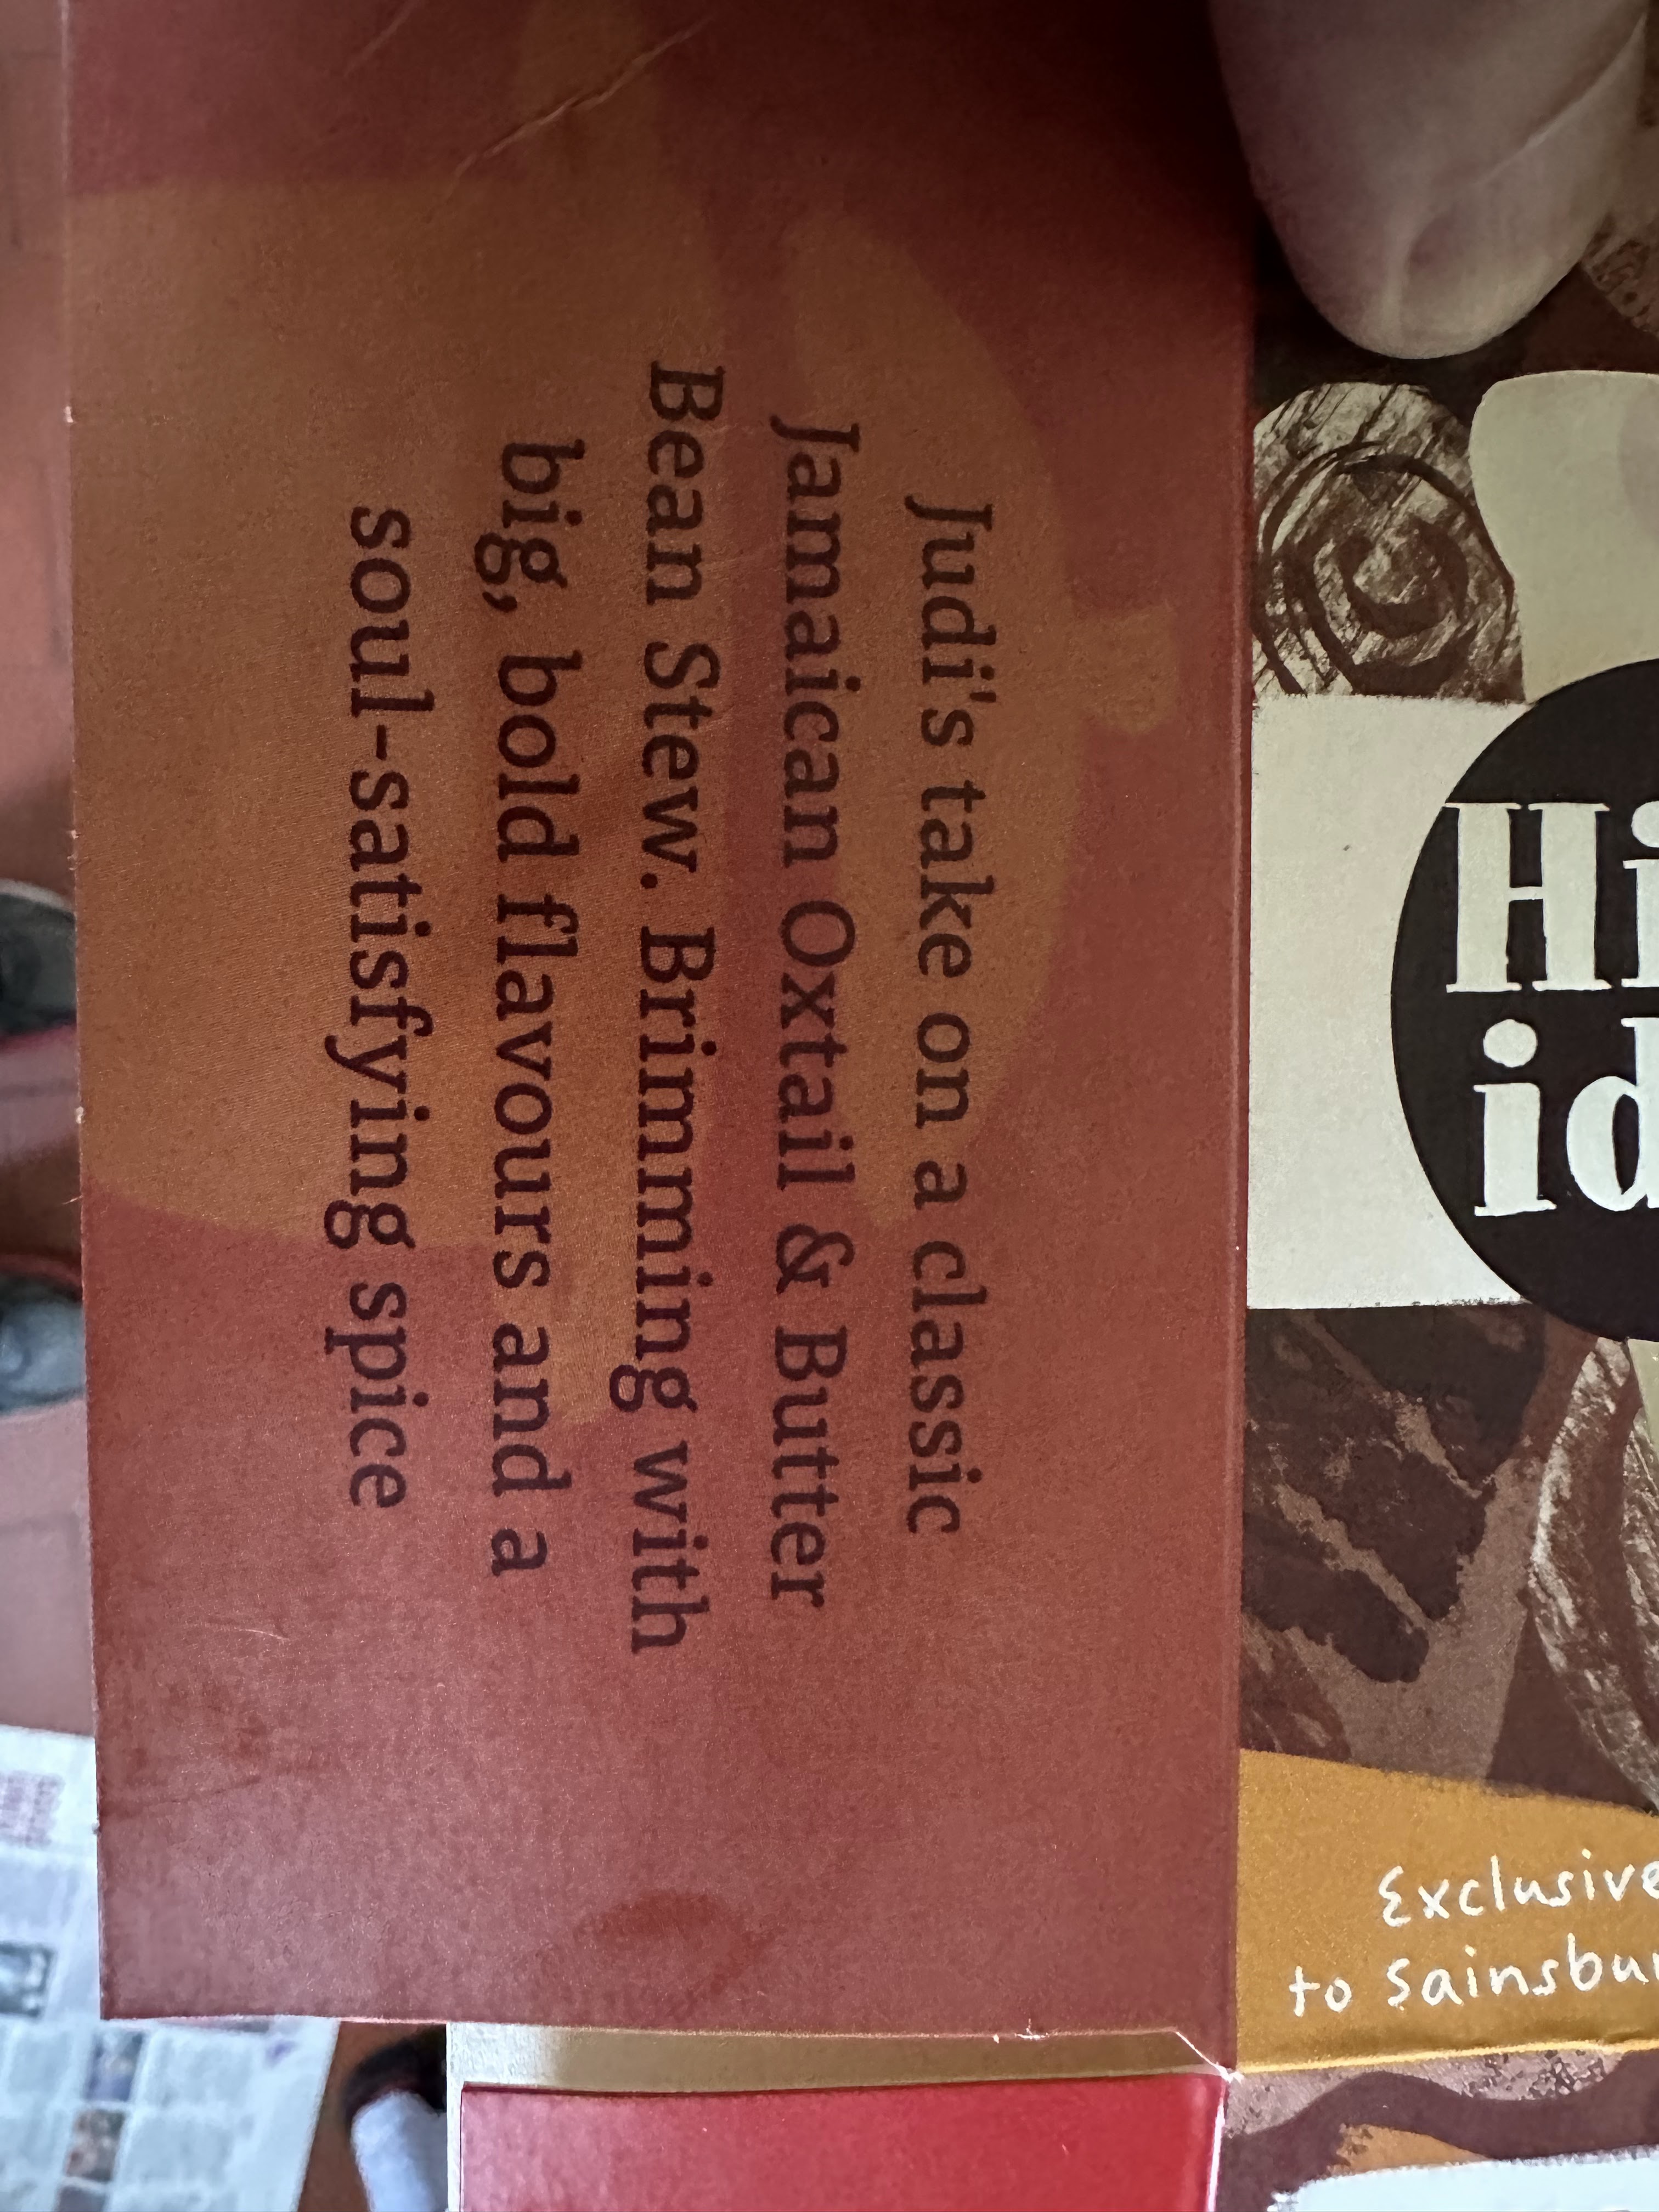 Judi's take on a classic
Jamaican Oxtail & Butter
Bean Stew. Brimming with
big, bold flavours and a
soul-satisfying spice
Exclusive
to